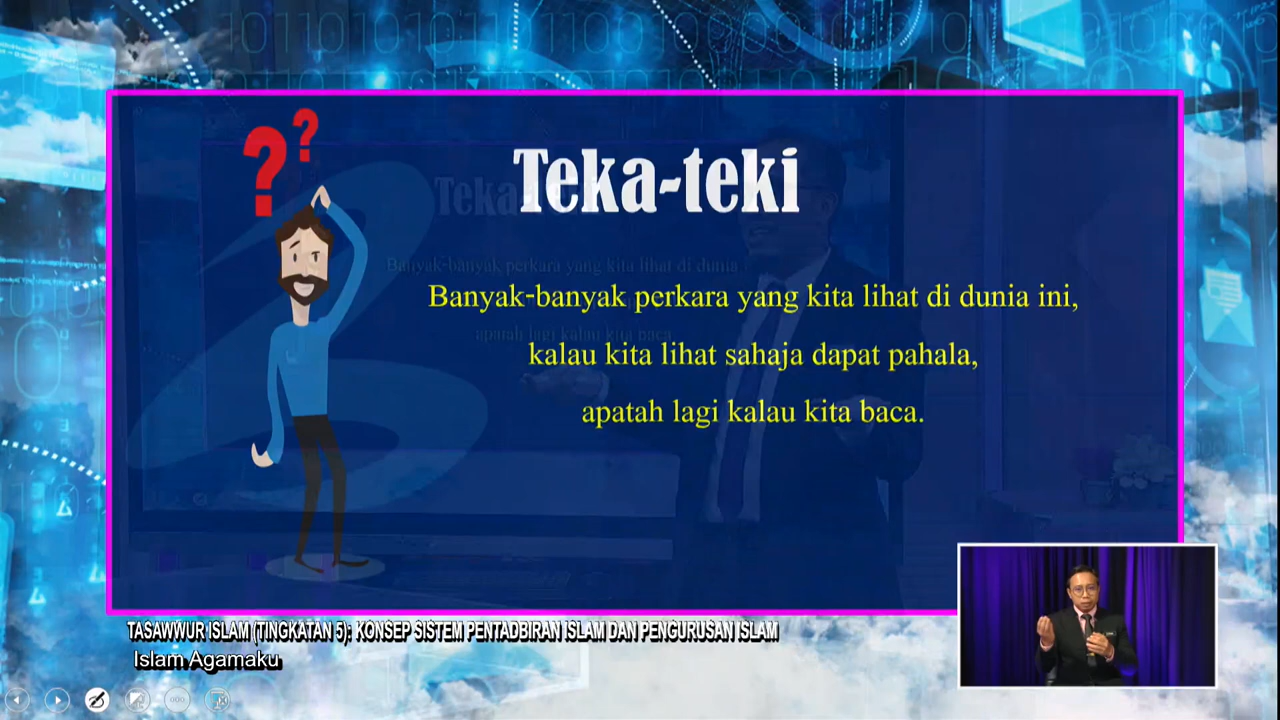 ? ?
Teka-teki
Banyak-banyak perkara yang kita lihat di dunia ini,
kalau kita lihat sahaja dapat pahala,
apatah lagi kalau kita baca.
TASAWWUR ISLAM (TINGKATAN 5); KONSEP SISTEM PENTADBIRAN ISLAM DAN PENGURUSAN ISLAM
Islam Agamaku